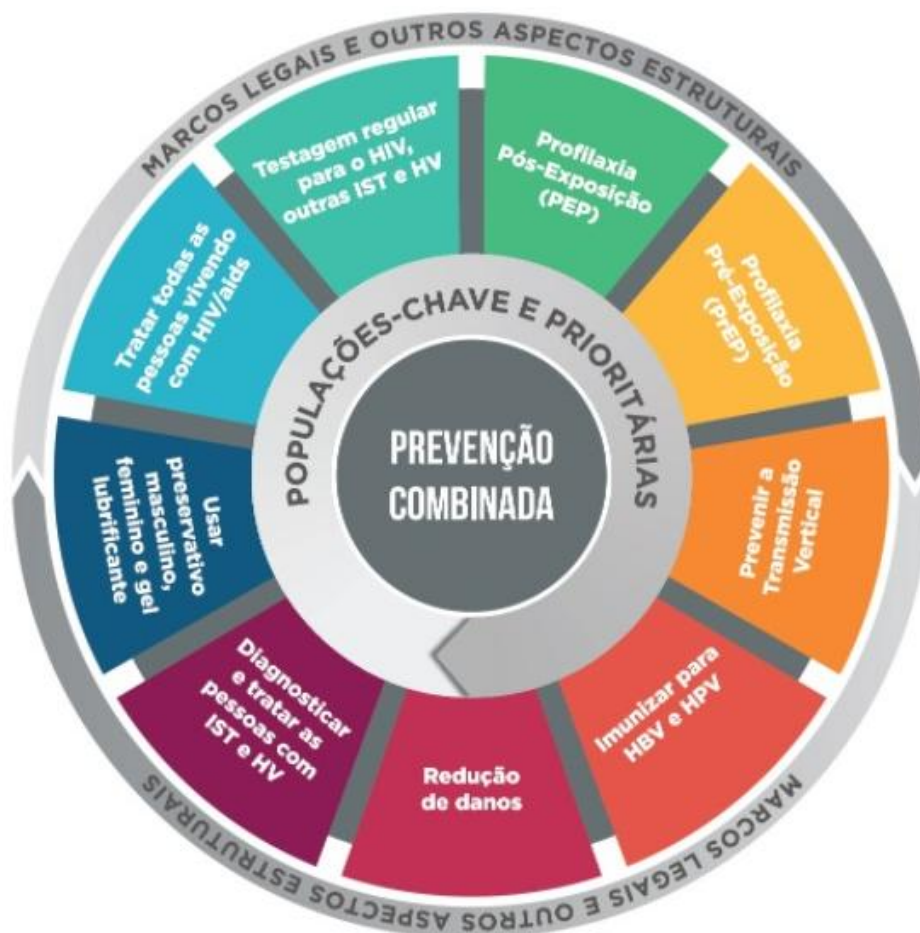 MARCOS LEGAIS E OUTROS ASPECTOS ESTRUTURAIS
Testagem regular
para o HIV,
outras IST e HV
Profilaxia
Pós-Exposição
(PEP)
Profilaxia
Pré-Exposição
(PrEP)
Prevenir a
Transmissão
Vertical
Imunizar para
HBV e HPV
Redução
de danos
Diagnosticar
e tratar as
pessoas com
IST e HV
Usar
preservativo
masculino,
feminino e gel
lubrificante
Tratar todas as
pessoas vivendo
com HIV/aids
POPULAÇÕES-CHAVE E PRIORITÁRIAS
PREVENÇÃO
COMBINADA
MARCOS LEGAIS E OUTROS ASPECTOS ESTRUTURAIS